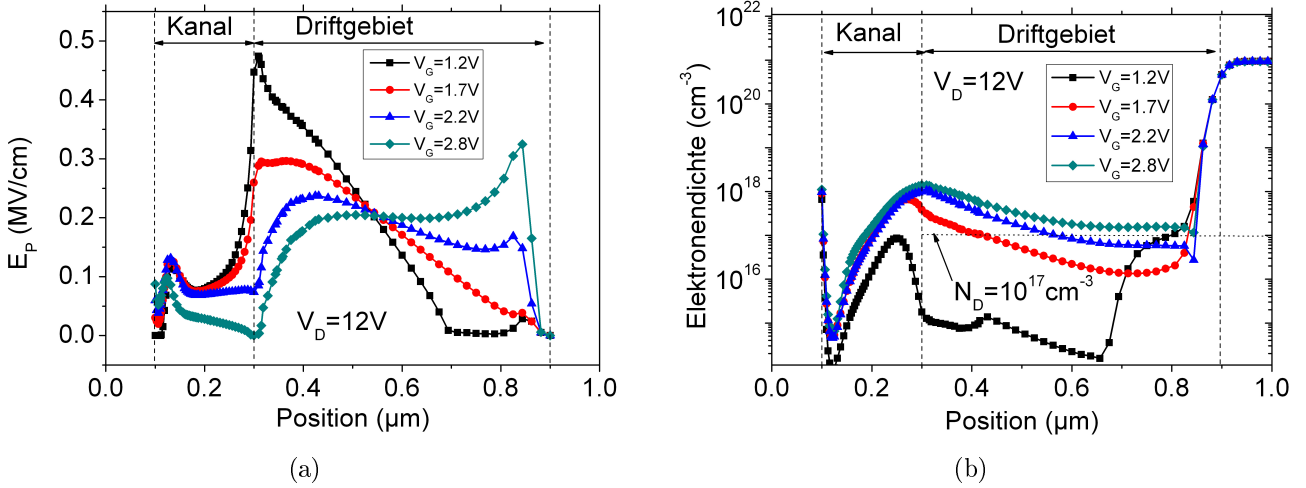 Kanal
Driftgebiet
V_G=1.2V
V_G=1.7V
V_G=2.2V
V_G=2.8V
V_D=12V
E_P (MV/cm)
0.5
0.4
0.3
0.2
0.1
0.0
0.0 0.2 0.4 0.6 0.8 1.0
Position (μm)
(a)
Kanal
Driftgebiet
V_D=12V
V_G=1.2V
V_G=1.7V
V_G=2.2V
V_G=2.8V
N_D=10^17cm^-3
Elektronendichte (cm^-3)
10^22
10^20
10^18
10^16
0.0 0.2 0.4 0.6 0.8 1.0
Position (μm)
(b)